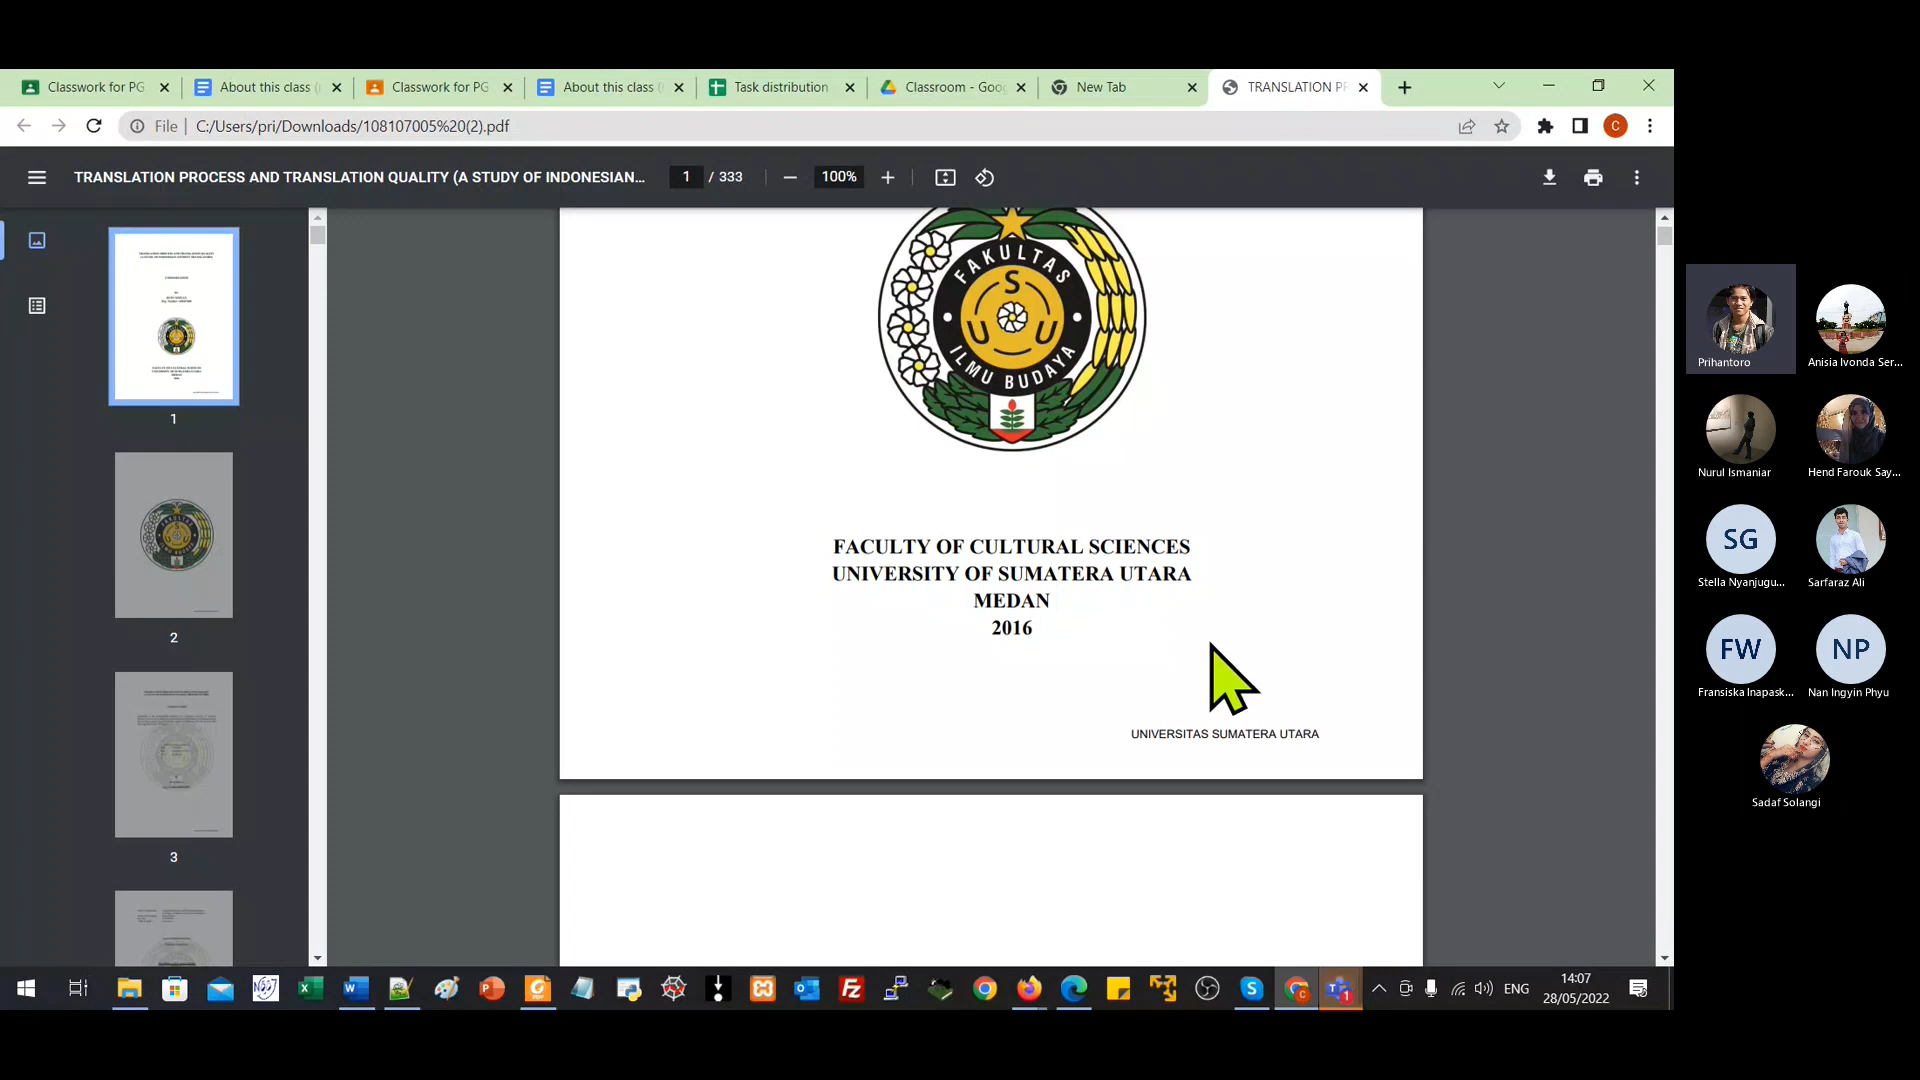 Classwork for PG
About this class (
Classwork for PG
About this class (
Task distribution
Classroom - Goog
New Tab
TRANSLATION PR
File
C:/Users/pri/Downloads/108107005%20(2).pdf
C
TRANSLATION PROCESS AND TRANSLATION QUALITY (A STUDY OF INDONESIAN...
1 / 333
100%
1
2
3
FAKULTAS
S
U U
ILMU BUDAYA
FACULTY OF CULTURAL SCIENCES
UNIVERSITY OF SUMATERA UTARA
MEDAN
2016
UNIVERSITAS SUMATERA UTARA
Prihantoro
Anisia Ivonda Ser...
Nurul Ismaniar
Hend Farouk Say...
SG
Stella Nyanjugu...
Sarfaraz Ali
FW
Fransiska Inapask...
NP
Nan Ingyin Phyu
Sadaf Solangi
ENG
14:07
28/05/2022